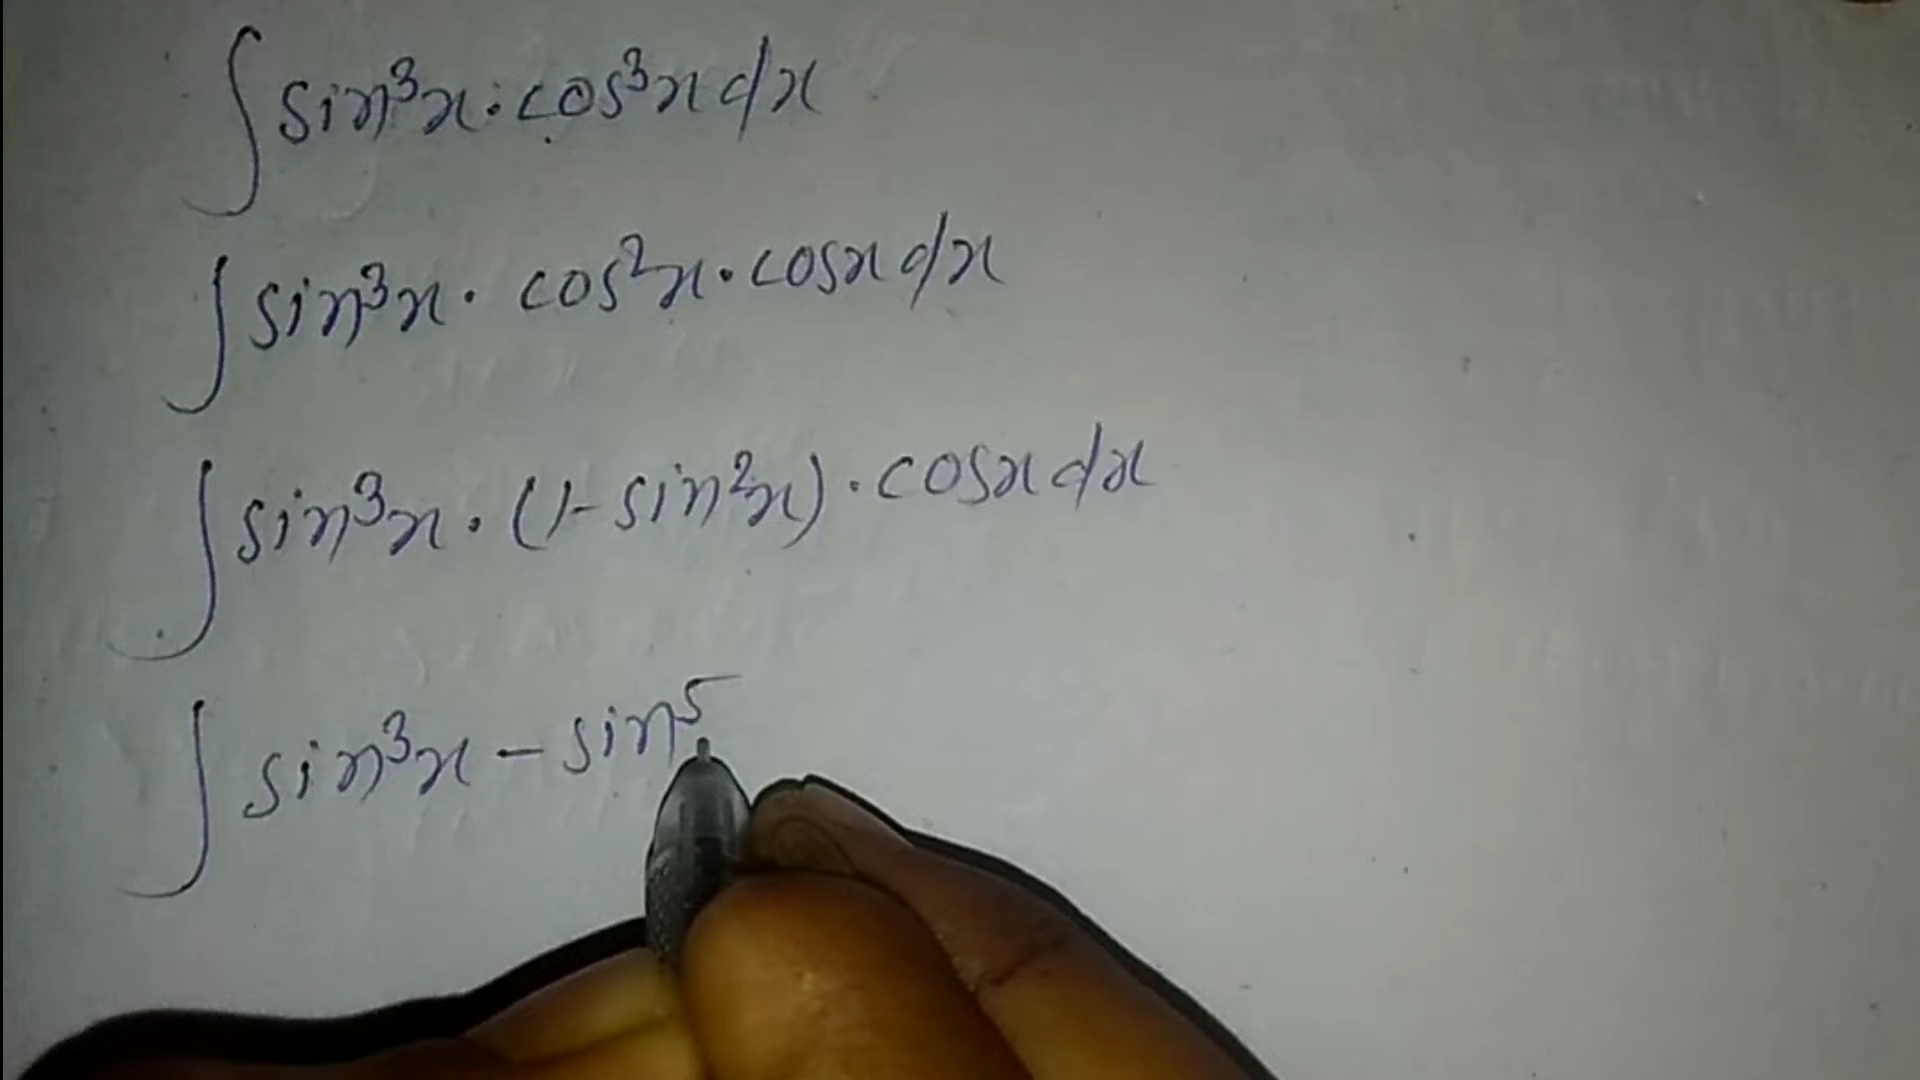 ∫ sin³x · cos³x dx
∫ sin³x · cos²x · cosx dx
∫ sin³x · (1 - sin²x) · cosx dx
∫ sin³x - sin⁵